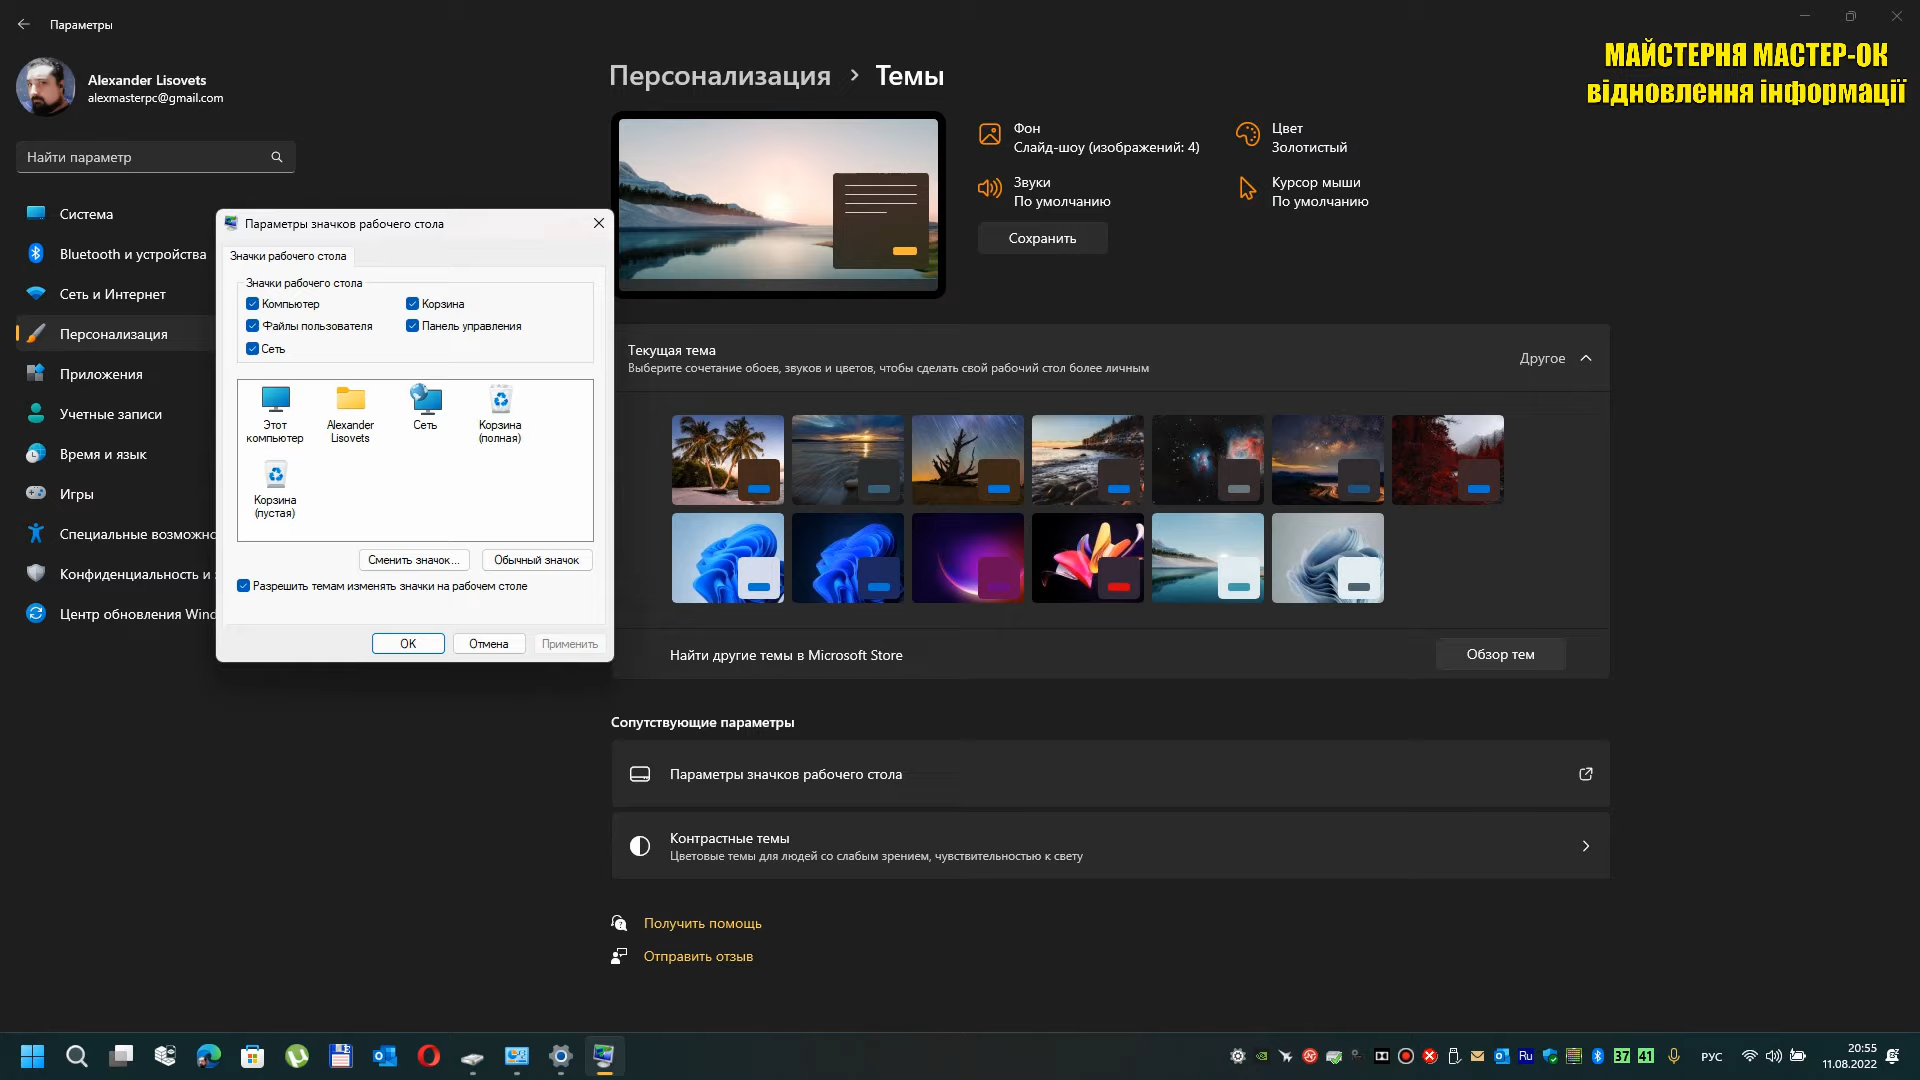 Параметры
МАЙСТЕРНЯ МАСТЕР-ОК
відновлення інформації
Alexander Lisovets
alexmasterpc@gmail.com
Найти параметр
Система
Bluetooth и устройства
Сеть и Интернет
Персонализация
Приложения
Учетные записи
Время и язык
Игры
Специальные возможно
Конфиденциальность и
Центр обновления Wind
Параметры значков рабочего стола
Значки рабочего стола
Значки рабочего стола
Компьютер
Корзина
Файлы пользователя
Панель управления
Сеть
Этот
компьютер
Alexander
Lisovets
Сеть
Корзина
(полная)
Корзина
(пустая)
Сменить значок...
Обычный значок
Разрешить темам изменять значки на рабочем столе
OK
Отмена
Применить
Персонализация > Темы
Фон
Слайд-шоу (изображений: 4)
Цвет
Золотистый
Звуки
По умолчанию
Курсор мыши
По умолчанию
Сохранить
Текущая тема
Выберите сочетание обоев, звуков и цветов, чтобы сделать свой рабочий стол более личным
Другое
Найти другие темы в Microsoft Store
Обзор тем
Сопутствующие параметры
Параметры значков рабочего стола
Контрастные темы
Цветовые темы для людей со слабым зрением, чувствительностью к свету
Получить помощь
Отправить отзыв
Ru
37
41
РУС
20:55
11.08.2022